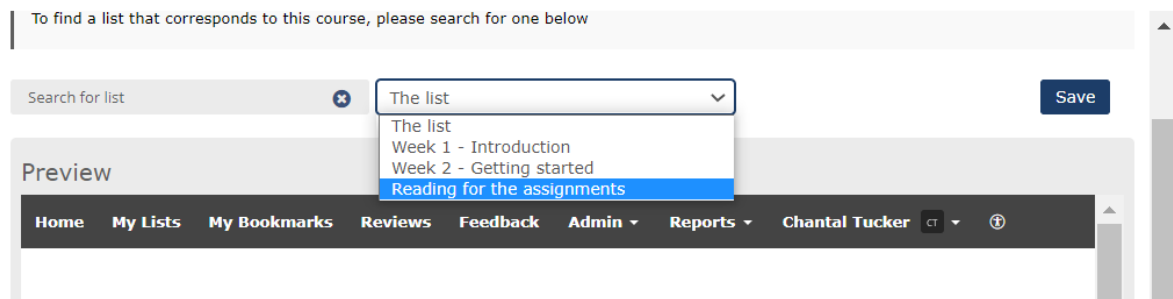 To find a list that corresponds to this course, please search for one below
Search for list
The list
Save
The list
Week 1 - Introduction
Week 2 - Getting started
Reading for the assignments
Preview
Home My Lists My Bookmarks Reviews Feedback Admin Reports Chantal Tucker CT